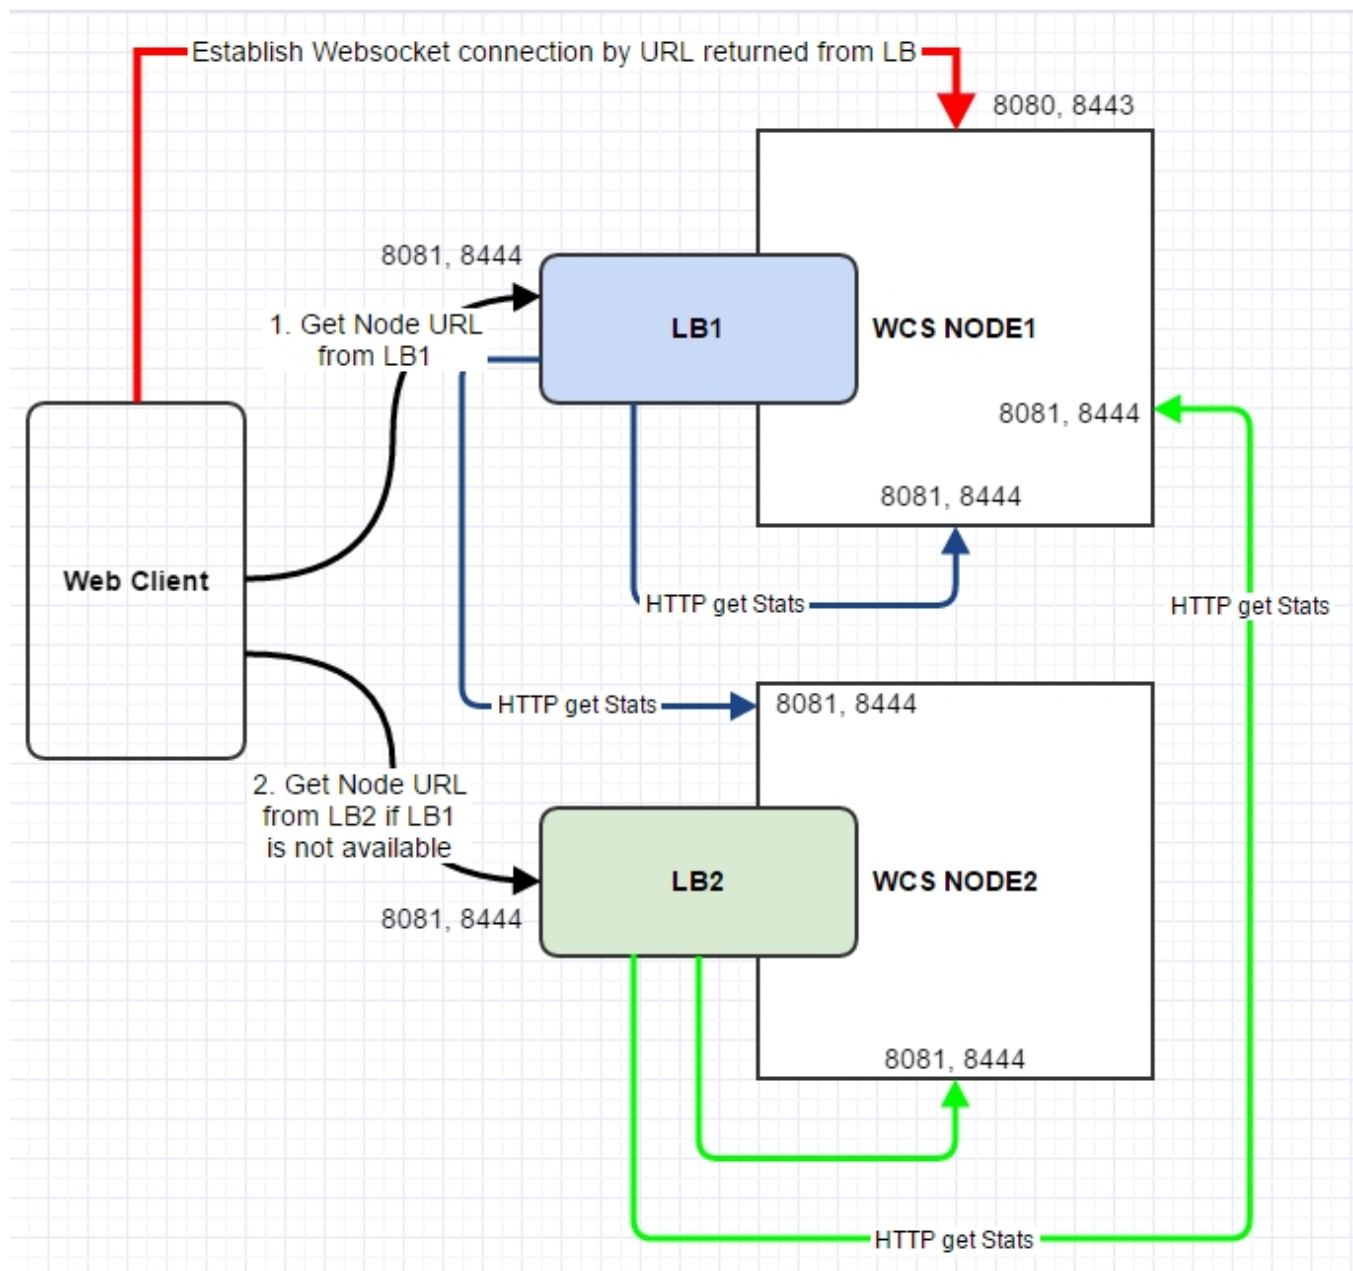 Establish Websocket connection by URL returned from LB
8080, 8443
8081, 8444
1. Get Node URL
from LB1
LB1
WCS NODE1
8081, 8444
8081, 8444
Web Client
HTTP get Stats
HTTP get Stats
HTTP get Stats
8081, 8444
2. Get Node URL
from LB2 if LB1
is not available
LB2
WCS NODE2
8081, 8444
8081, 8444
HTTP get Stats